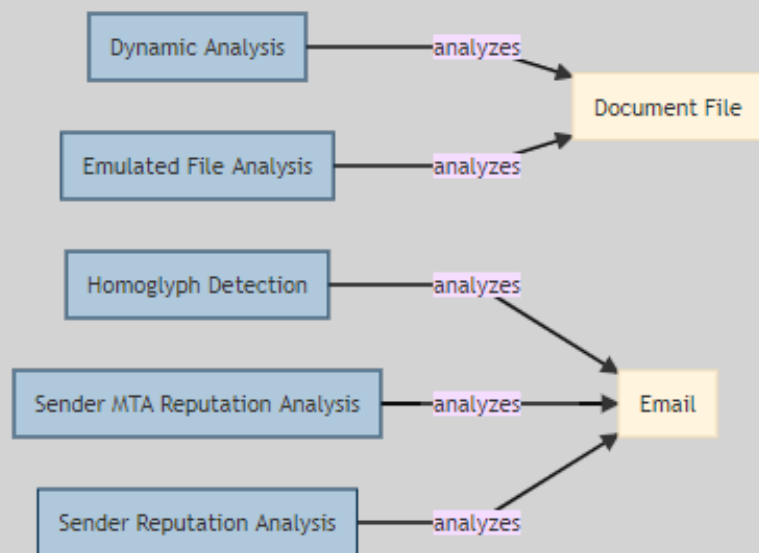 Dynamic Analysis
analyzes
Document File
Emulated File Analysis
analyzes
Homoglyph Detection
analyzes
Sender MTA Reputation Analysis
analyzes
Email
Sender Reputation Analysis
analyzes